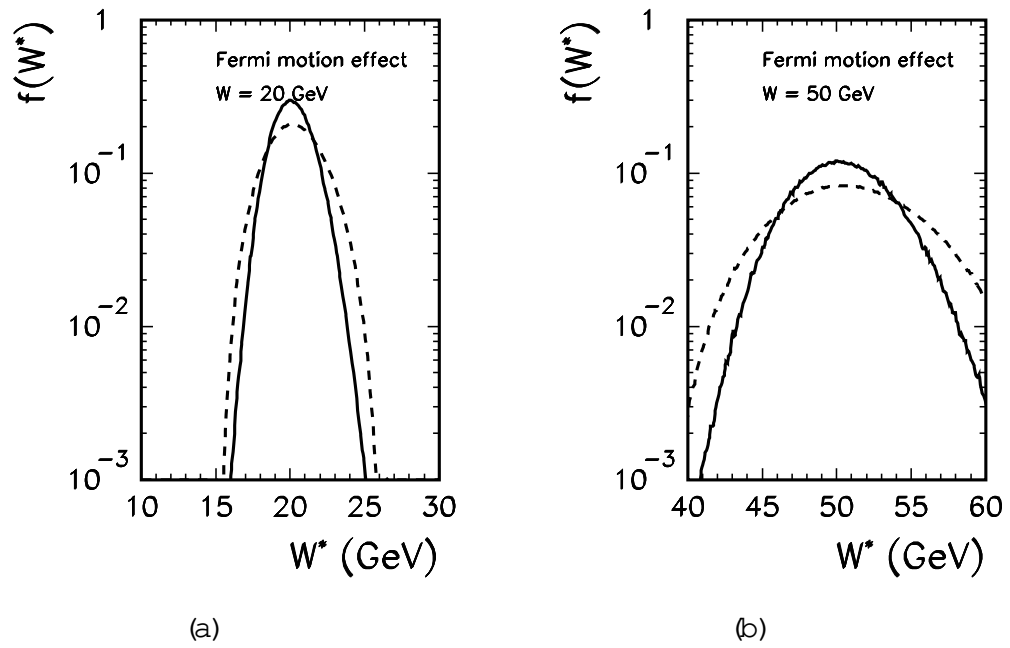 f(W*)
1
10⁻¹
10⁻²
10⁻³
Fermi motion effect
W = 20 GeV
10 15 20 25 30
W* (GeV)
(a)
f(W*)
1
10⁻¹
10⁻²
10⁻³
Fermi motion effect
W = 50 GeV
40 45 50 55 60
W* (GeV)
(b)